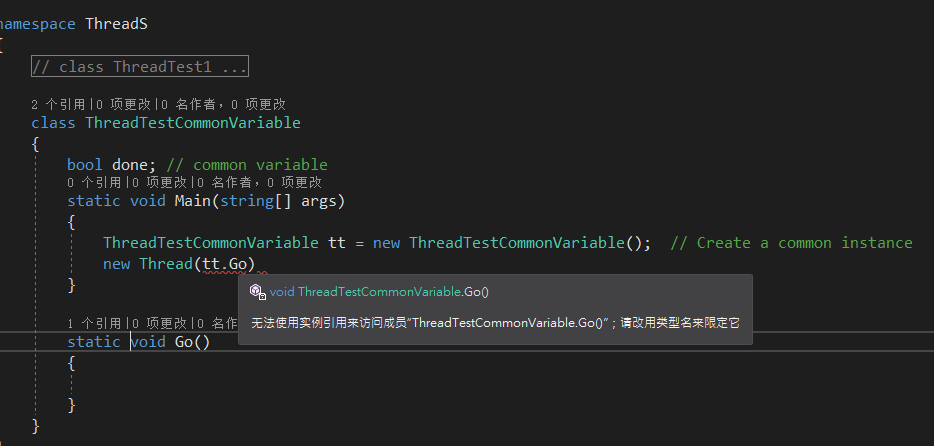 namespace ThreadS
{
// class ThreadTest1 ...
2 个引用|0 项更改|0 名作者，0 项更改
class ThreadTestCommonVariable
{
bool done; // common variable
0 个引用|0 项更改|0 名作者，0 项更改
static void Main(string[] args)
{
ThreadTestCommonVariable tt = new ThreadTestCommonVariable();  // Create a common instance
new Thread(tt.Go)
}
void ThreadTestCommonVariable.Go()
无法使用实例引用来访问成员"ThreadTestCommonVariable.Go()"；请改用类型名来限定它
1 个引用|0 项更改|0 名作
static void Go()
{
}
}